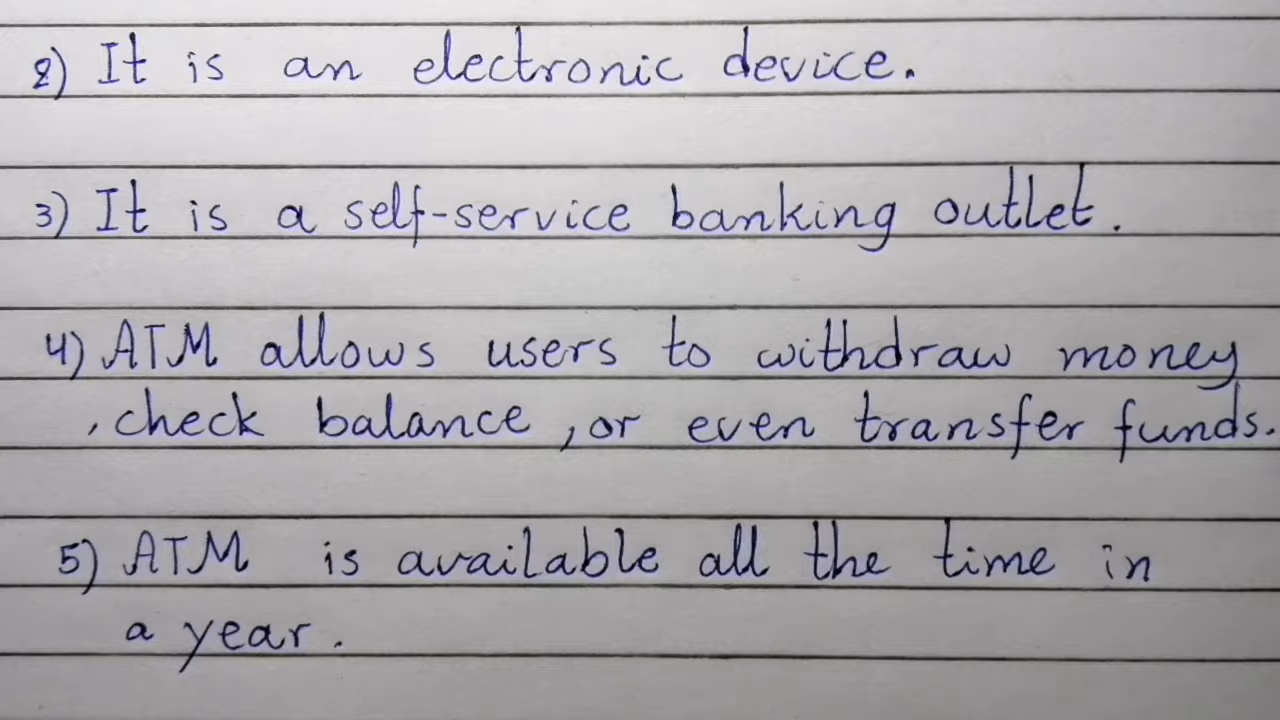 2) It is an electronic device.
3) It is a self-service banking outlet.
4) ATM allows users to withdraw money
, check balance , or even transfer funds.
5) ATM is available all the time in
a year.